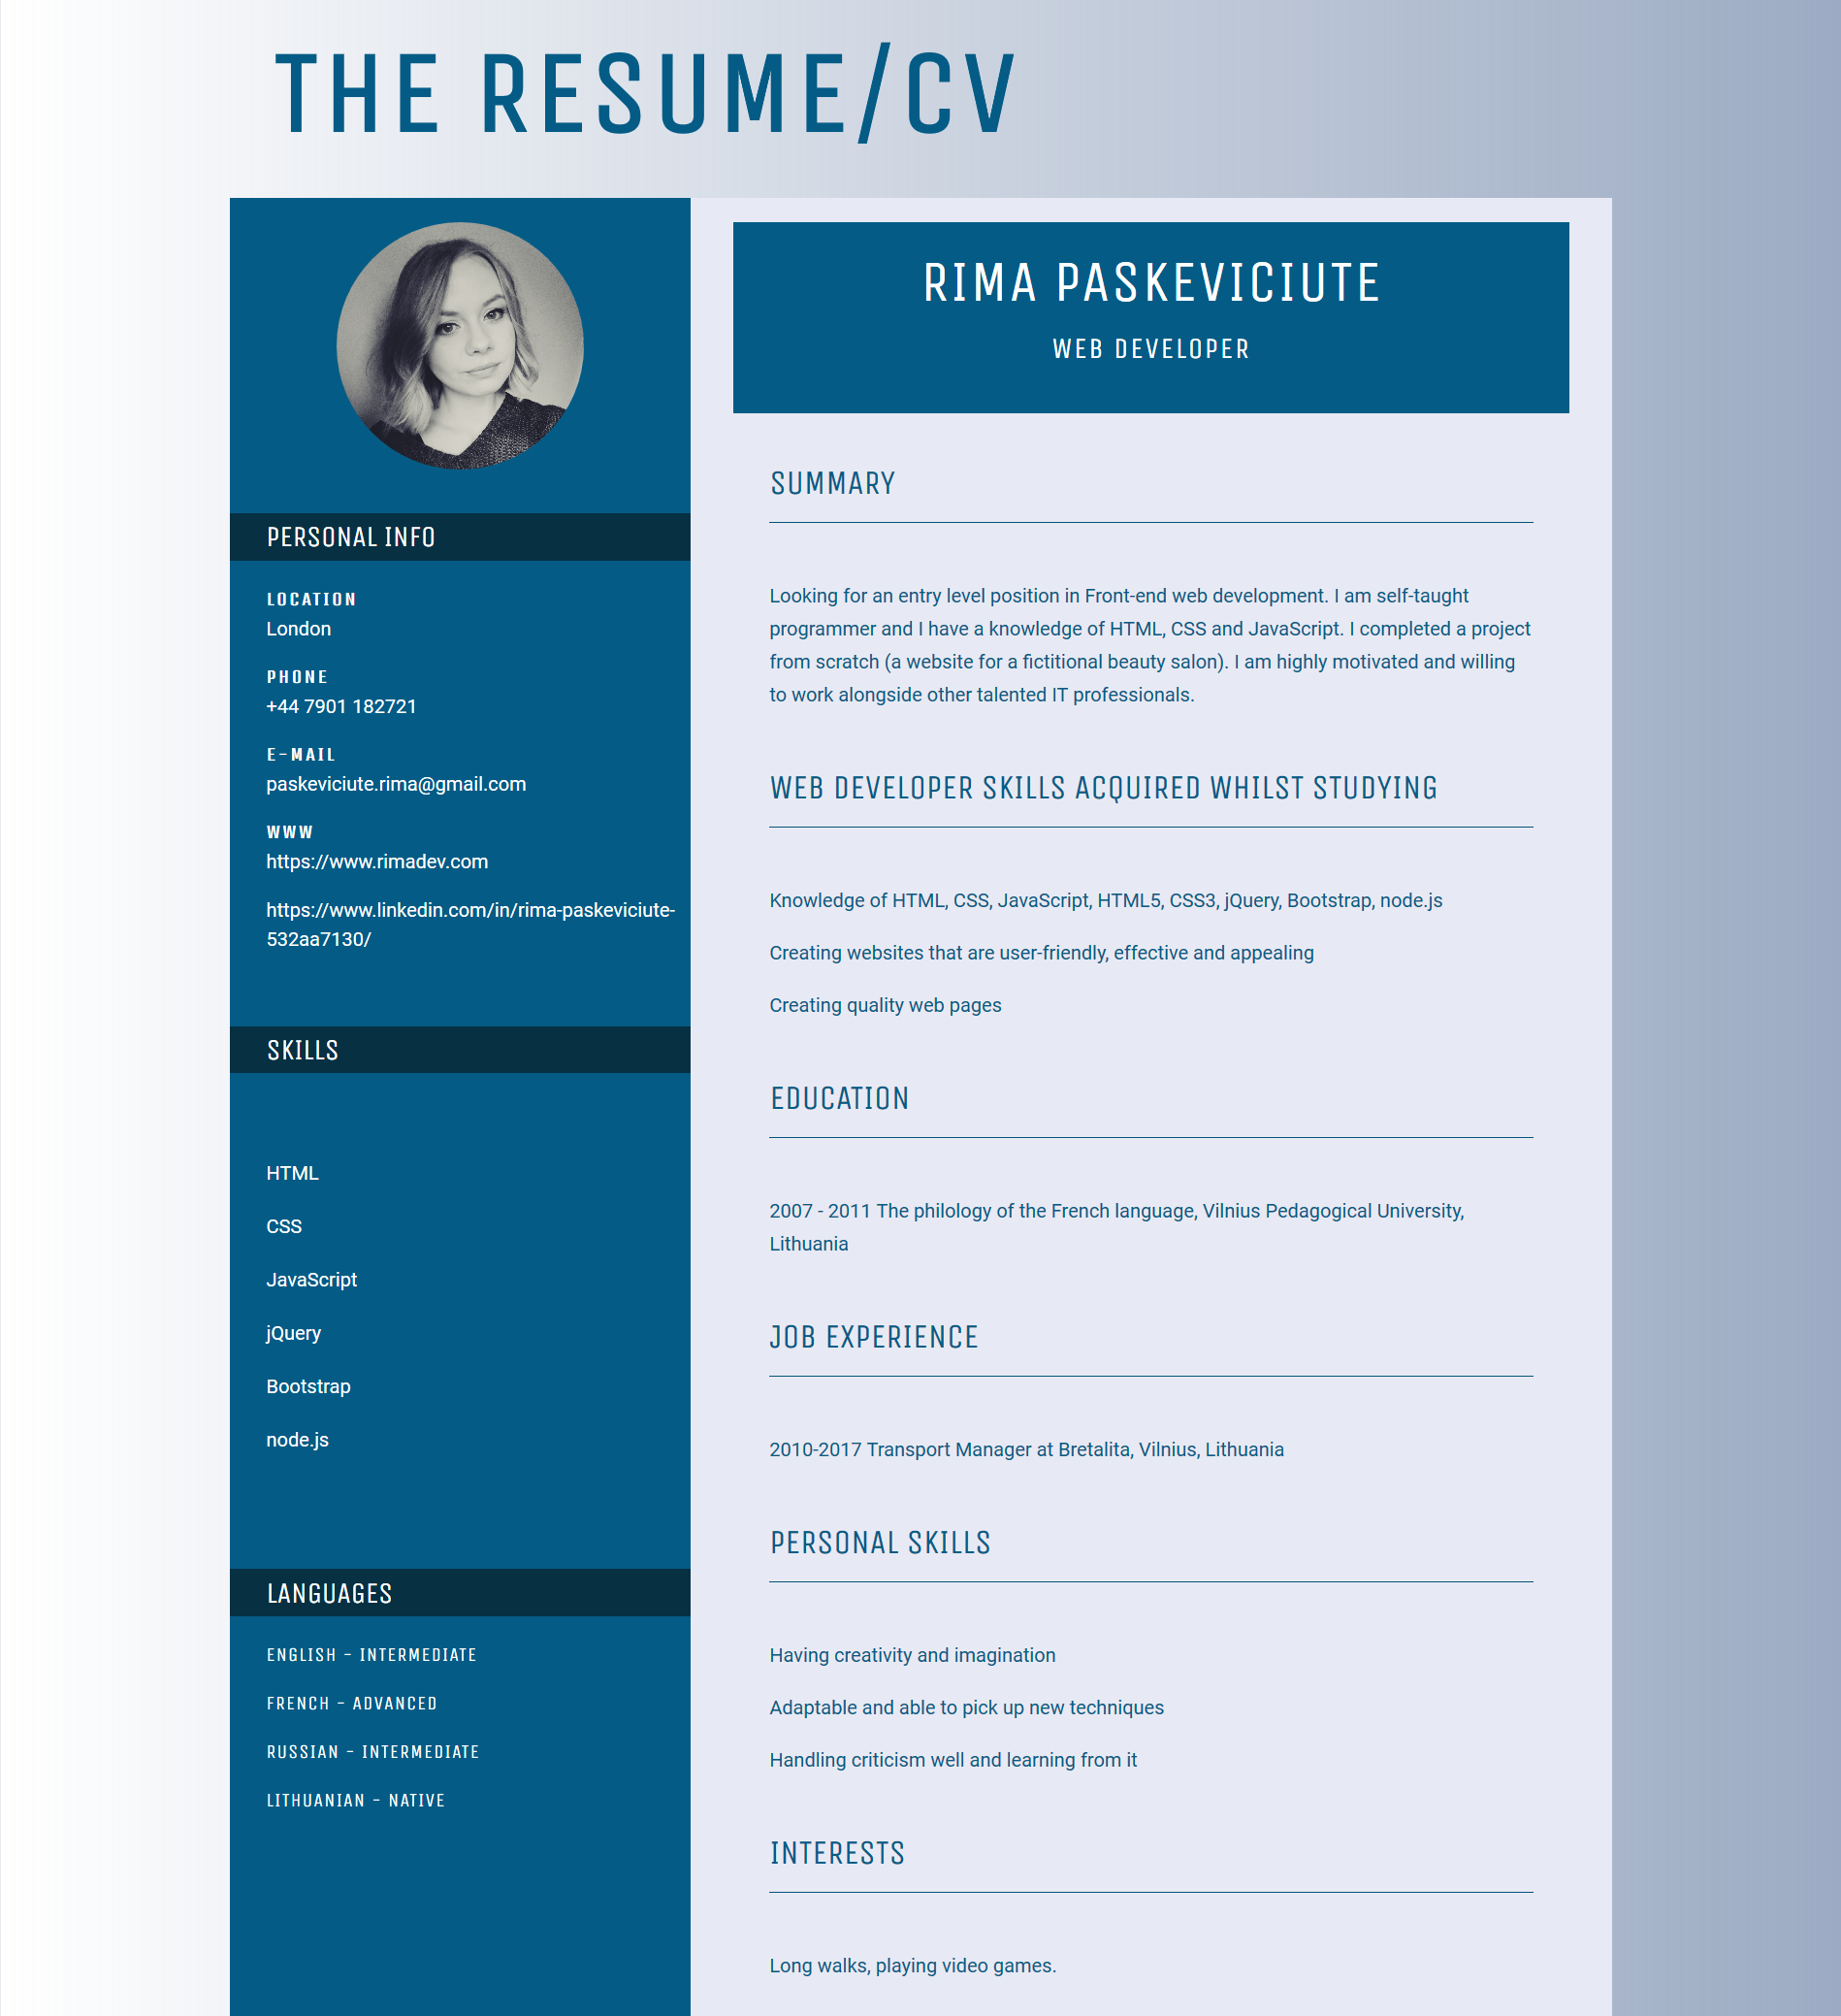 THE RESUME/CV
PERSONAL INFO
LOCATION
London
PHONE
+44 7901 182721
E-MAIL
paskeviciute.rima@gmail.com
WWW
https://www.rimadev.com
https://www.linkedin.com/in/rima-paskeviciute-
532aa7130/
SKILLS
HTML
CSS
JavaScript
jQuery
Bootstrap
node.js
LANGUAGES
ENGLISH - INTERMEDIATE
FRENCH - ADVANCED
RUSSIAN - INTERMEDIATE
LITHUANIAN - NATIVE
RIMA PASKEVICIUTE
WEB DEVELOPER
SUMMARY
Looking for an entry level position in Front-end web development. I am self-taught
programmer and I have a knowledge of HTML, CSS and JavaScript. I completed a project
from scratch (a website for a fictitional beauty salon). I am highly motivated and willing
to work alongside other talented IT professionals.
WEB DEVELOPER SKILLS ACQUIRED WHILST STUDYING
Knowledge of HTML, CSS, JavaScript, HTML5, CSS3, jQuery, Bootstrap, node.js
Creating websites that are user-friendly, effective and appealing
Creating quality web pages
EDUCATION
2007 - 2011 The philology of the French language, Vilnius Pedagogical University,
Lithuania
JOB EXPERIENCE
2010-2017 Transport Manager at Bretalita, Vilnius, Lithuania
PERSONAL SKILLS
Having creativity and imagination
Adaptable and able to pick up new techniques
Handling criticism well and learning from it
INTERESTS
Long walks, playing video games.